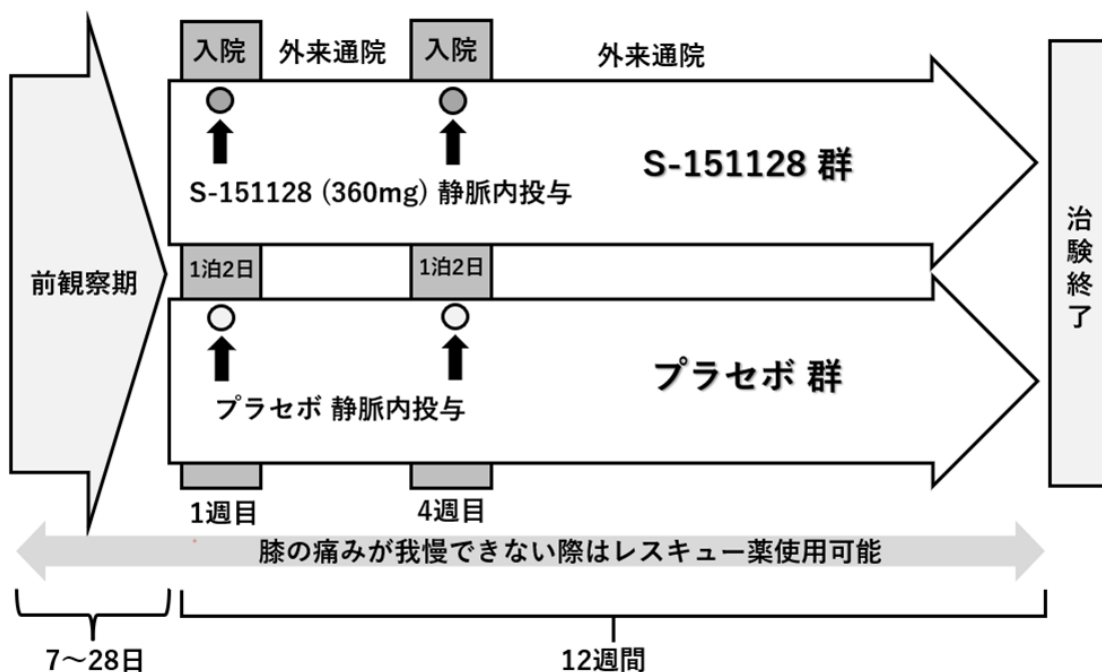 入院
外来通院
入院
外来通院
S-151128 群
S-151128 (360mg) 静脈内投与
前観察期
1泊2日
1泊2日
治験終了
プラセボ 群
プラセボ 静脈内投与
1週目
4週目
膝の痛みが我慢できない際はレスキュー薬使用可能
7～28日
12週間